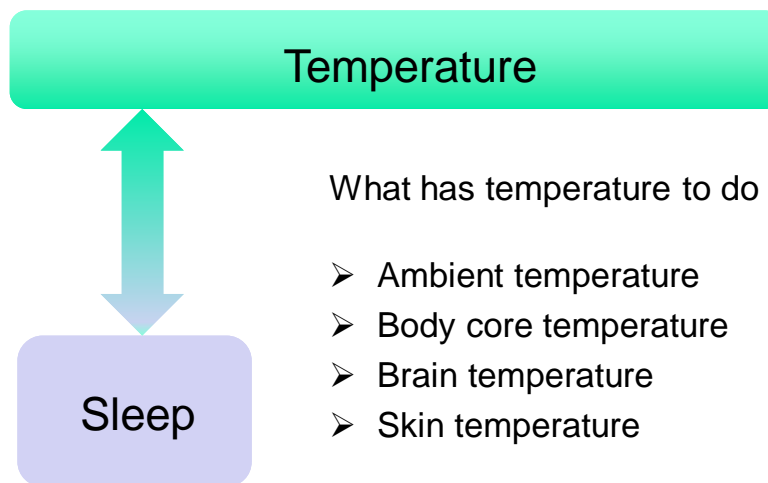 Temperature
What has temperature to do
➢ Ambient temperature
➢ Body core temperature
➢ Brain temperature
➢ Skin temperature
Sleep